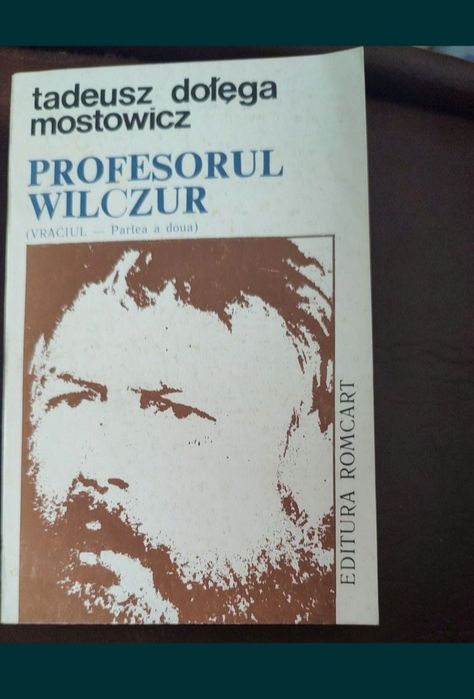 tadeusz dołęga
mostowicz
PROFESORUL
WILCZUR
(VRACIUL — Partea a doua)
EDITURA ROMCART